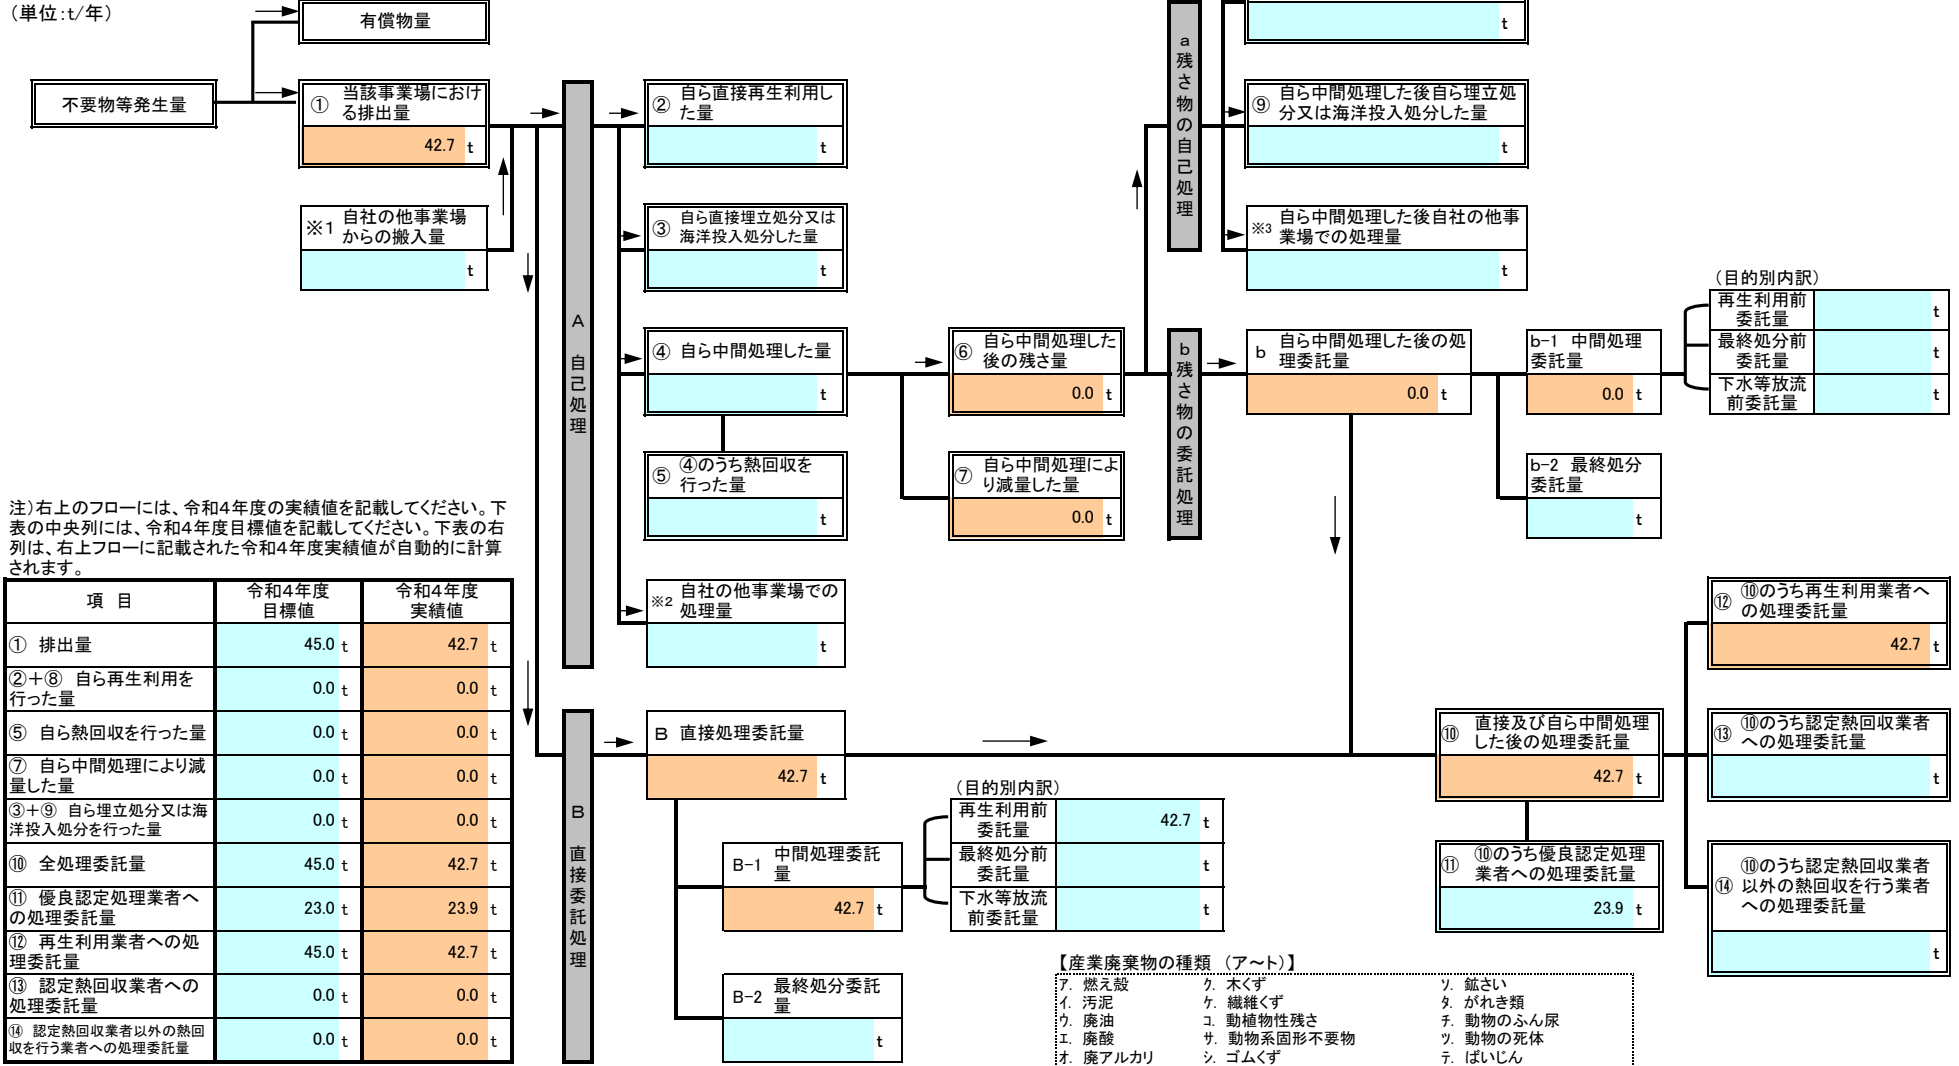 （単位：t/年）
有償物量
不要物等発生量
① 当該事業場におけ
る排出量
42.7 t
※1 自社の他事業場
からの搬入量
t
A 自己処理
② 自ら直接再生利用し
た量
t
③ 自ら直接埋立処分又は
海洋投入処分した量
t
④ 自ら中間処理した量
t
⑤ ④のうち熱回収を
行った量
t
※2 自社の他事業場での
処理量
t
⑥ 自ら中間処理した
後の残さ量
0.0 t
⑦ 自ら中間処理によ
り減量した量
0.0 t
a 残さ物の自己処理
t
⑨ 自ら中間処理した後自ら埋立処
分又は海洋投入処分した量
t
※3 自ら中間処理した後自社の他事
業場での処理量
t
b 残さ物の委託処理
b 自ら中間処理した後の処
理委託量
0.0 t
b-1 中間処理
委託量
0.0 t
b-2 最終処分
委託量
t
（目的別内訳）
再生利用前
委託量
t
最終処分前
委託量
t
下水等放流
前委託量
t
注）右上のフローには、令和4年度の実績値を記載してください。下
表の中央列には、令和4年度目標値を記載してください。下表の右
列は、右上フローに記載された令和4年度実績値が自動的に計算
されます。
項 目 令和4年度 令和4年度
目標値 実績値
① 排出量 45.0 t 42.7 t
②＋⑧ 自ら再生利用を
行った量 0.0 t 0.0 t
⑤ 自ら熱回収を行った量 0.0 t 0.0 t
⑦ 自ら中間処理により減
量した量 0.0 t 0.0 t
③＋⑨ 自ら埋立処分又は海
洋投入処分を行った量 0.0 t 0.0 t
⑩ 全処理委託量 45.0 t 42.7 t
⑪ 優良認定処理業者へ
の処理委託量 23.0 t 23.9 t
⑫ 再生利用業者への処
理委託量 45.0 t 42.7 t
⑬ 認定熱回収業者への
処理委託量 0.0 t 0.0 t
⑭ 認定熱回収業者以外の熱回
収を行う業者への処理委託量 0.0 t 0.0 t
B 直接委託処理
B 直接処理委託量
42.7 t
B-1 中間処理委託
量
42.7 t
B-2 最終処分委託
量
t
（目的別内訳）
再生利用前
委託量
42.7 t
最終処分前
委託量
t
下水等放流
前委託量
t
⑩ 直接及び自ら中間処理
した後の処理委託量
42.7 t
⑪ ⑩のうち優良認定処理
業者への処理委託量
23.9 t
⑫ ⑩のうち再生利用業者へ
の処理委託量
42.7 t
⑬ ⑩のうち認定熱回収業者
への処理委託量
t
⑭ ⑩のうち認定熱回収業者
以外の熱回収を行う業者
への処理委託量
t
【産業廃棄物の種類 （ア～ト）】
ア. 燃え殻 ク. 木くず ソ. 鉱さい
イ. 汚泥 ケ. 繊維くず タ. がれき類
ウ. 廃油 コ. 動植物性残さ チ. 動物のふん尿
エ. 廃酸 サ. 動物系固形不要物 ツ. 動物の死体
オ. 廃アルカリ シ. ゴムくず テ. ばいじん